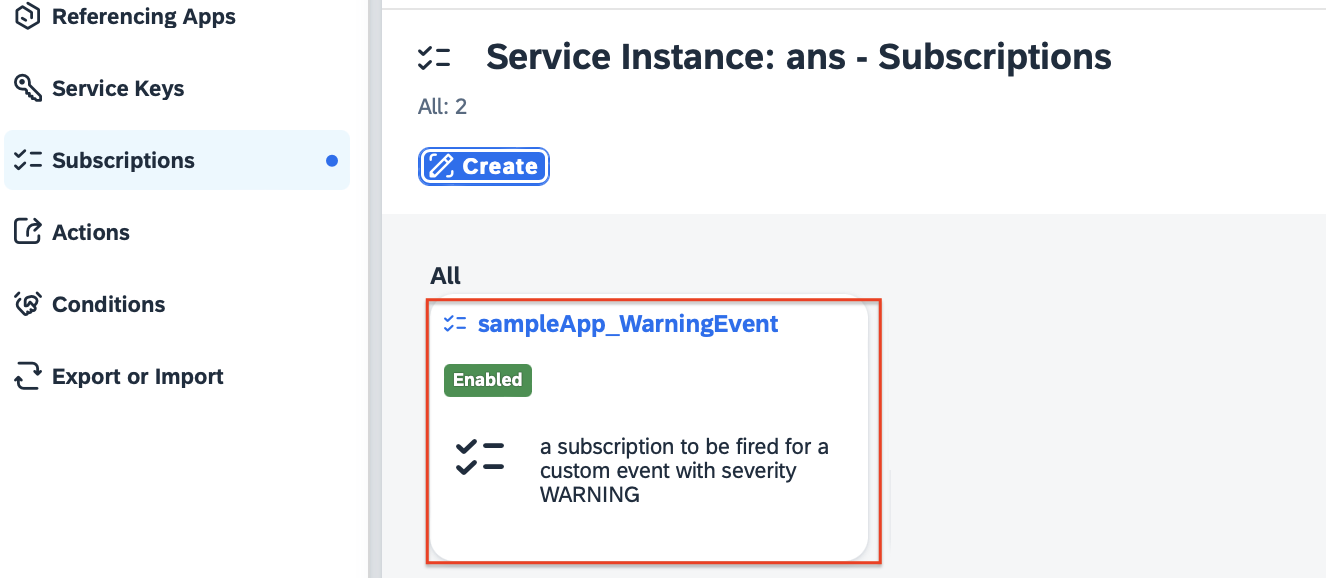 Referencing Apps
Service Keys
Subscriptions
Actions
Conditions
Export or Import
Service Instance: ans - Subscriptions
All: 2
Create
All
sampleApp_WarningEvent
Enabled
a subscription to be fired for a
custom event with severity
WARNING